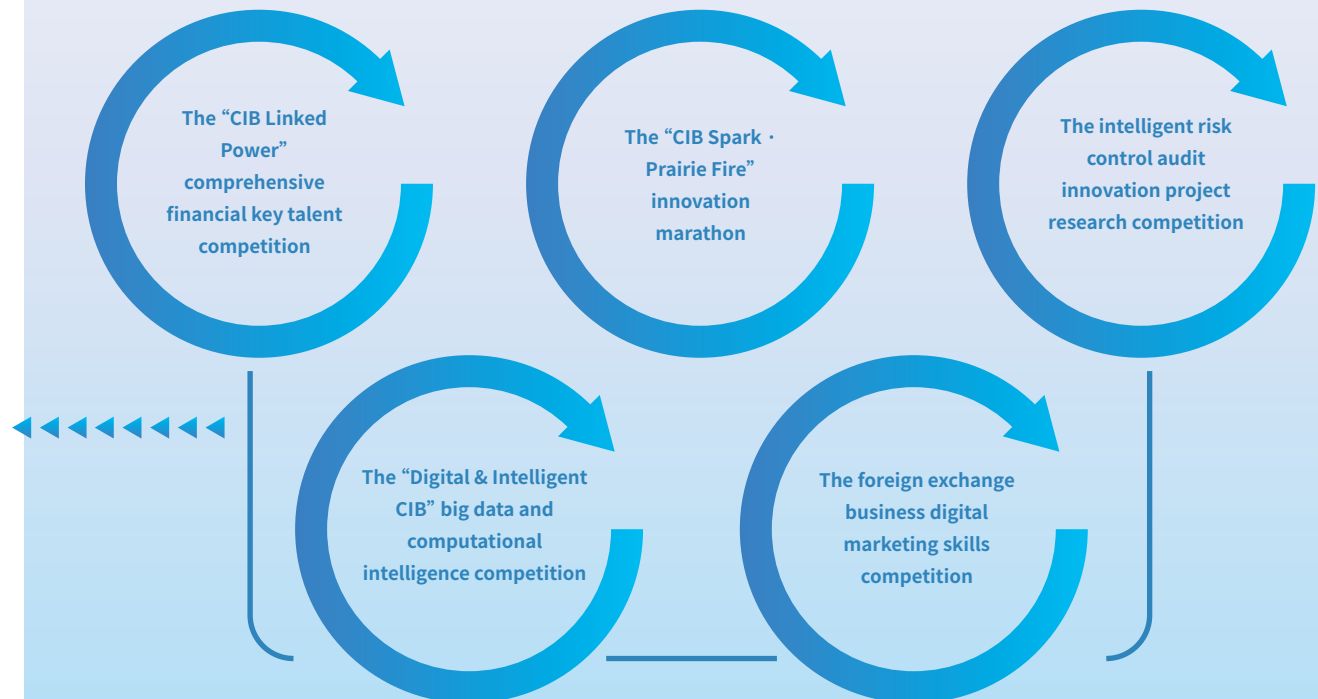 The “CIB Linked
Power”
comprehensive
financial key talent
competition
The “CIB Spark ·
Prairie Fire”
innovation
marathon
The intelligent risk
control audit
innovation project
research competition
The “Digital & Intelligent
CIB” big data and
computational
intelligence competition
The foreign exchange
business digital
marketing skills
competition